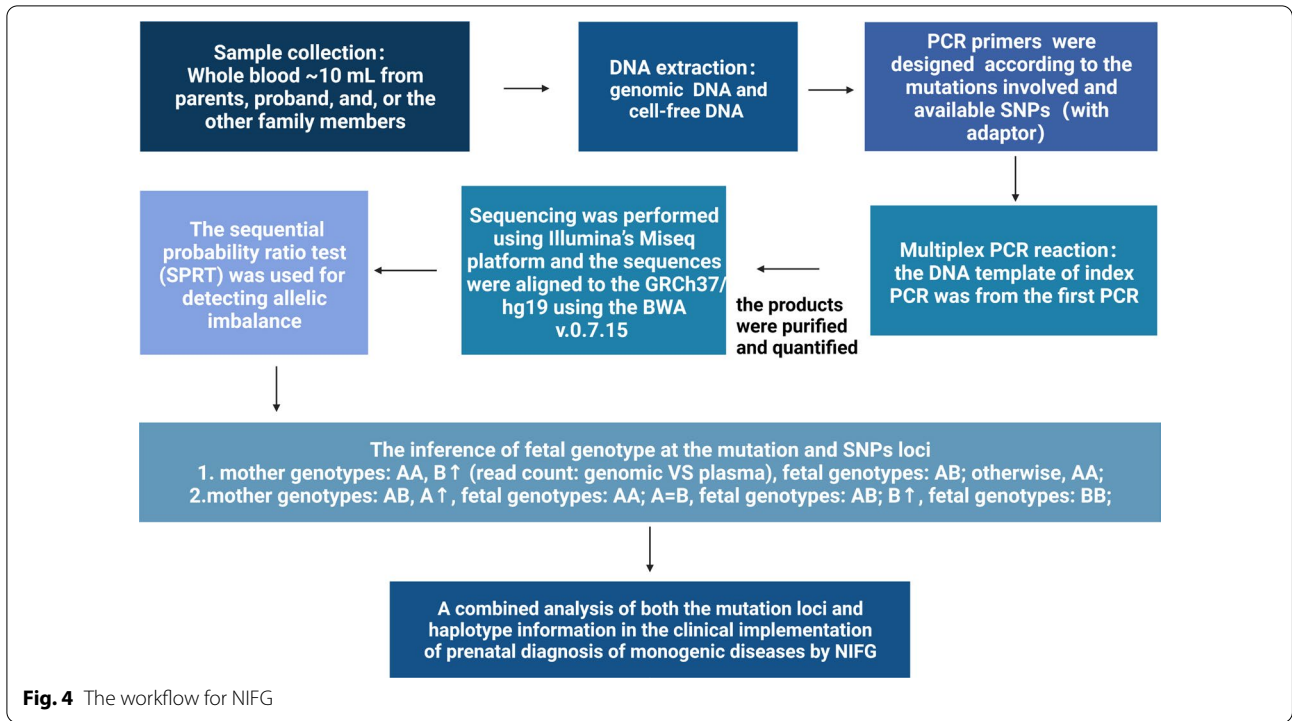 Sample collection:
Whole blood ~10 mL from
parents, proband, and, or the
other family members
DNA extraction:
genomic DNA and
cell-free DNA
PCR primers were
designed according to the
mutations involved and
available SNPs (with
adaptor)
Multiplex PCR reaction:
the DNA template of index
PCR was from the first PCR
the products
were purified
and quantified
Sequencing was performed
using Illumina's Miseq
platform and the sequences
were aligned to the GRCh37/
hg19 using the BWA
v.0.7.15
The sequential
probability ratio test
(SPRT) was used for
detecting allelic
imbalance
The inference of fetal genotype at the mutation and SNPs loci
1. mother genotypes: AA, B↑ (read count: genomic VS plasma), fetal genotypes: AB; otherwise, AA;
2.mother genotypes: AB, A↑, fetal genotypes: AA; A=B, fetal genotypes: AB; B↑, fetal genotypes: BB;
A combined analysis of both the mutation loci and
haplotype information in the clinical implementation
of prenatal diagnosis of monogenic diseases by NIFG
Fig. 4 The workflow for NIFG